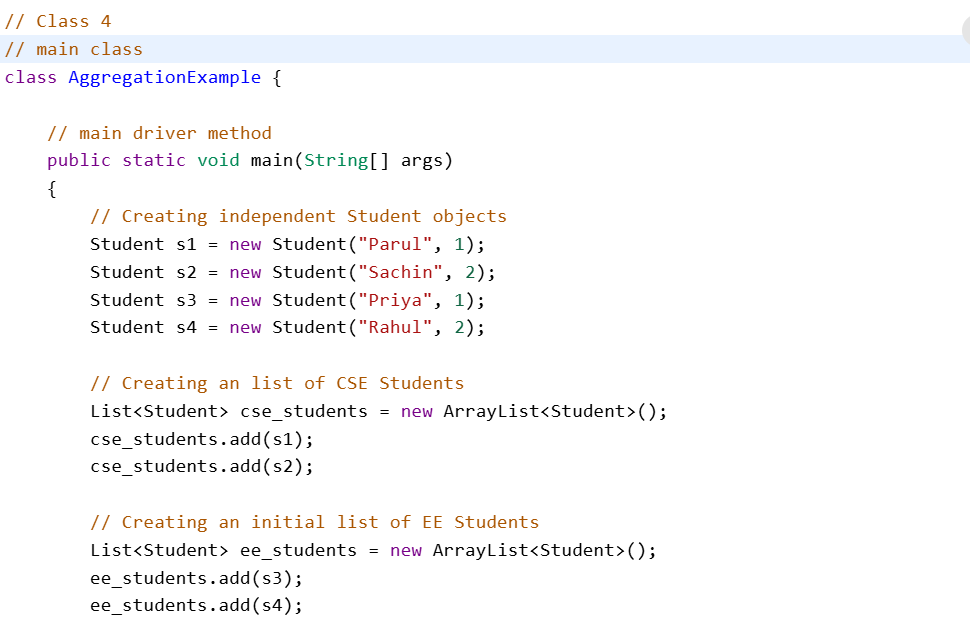 // Class 4
// main class
class AggregationExample {
// main driver method
public static void main(String[] args)
{
// Creating independent Student objects
Student s1 = new Student("Parul", 1);
Student s2 = new Student("Sachin", 2);
Student s3 = new Student("Priya", 1);
Student s4 = new Student("Rahul", 2);
// Creating an list of CSE Students
List<Student> cse_students = new ArrayList<Student>();
cse_students.add(s1);
cse_students.add(s2);
// Creating an initial list of EE Students
List<Student> ee_students = new ArrayList<Student>();
ee_students.add(s3);
ee_students.add(s4);